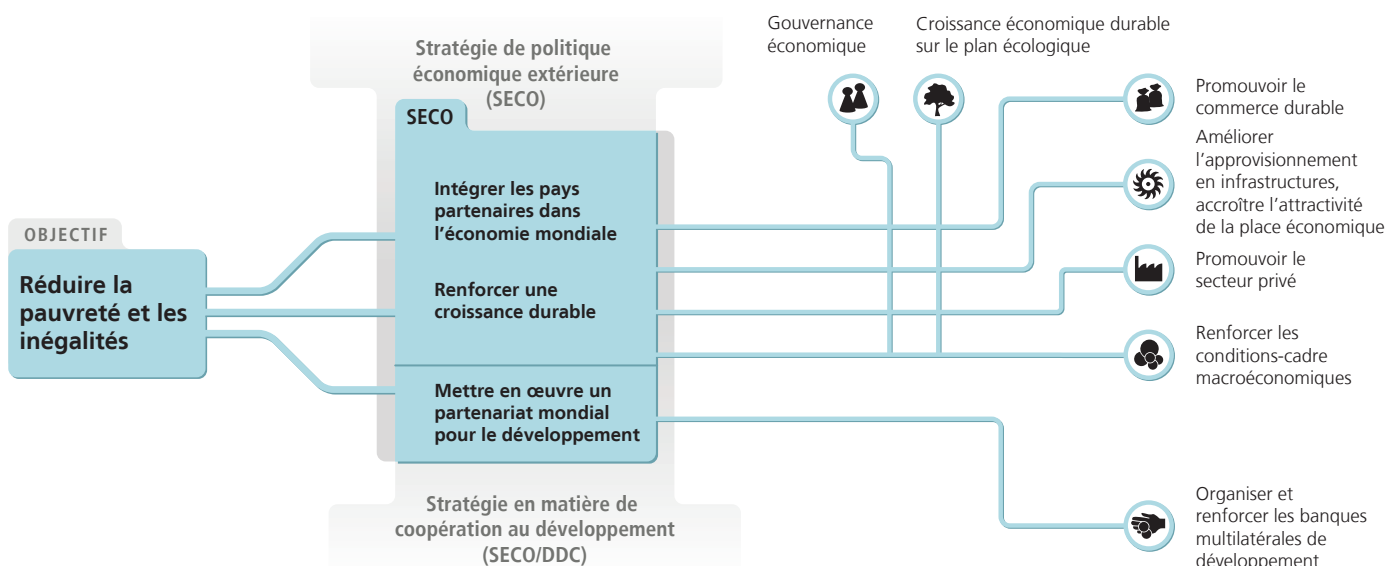 Gouvernance
économique
Croissance économique durable
sur le plan écologique
Stratégie de politique
économique extérieure
(SECO)
SECO
Intégrer les pays
partenaires dans
l'économie mondiale
Renforcer une
croissance durable
Mettre en œuvre un
partenariat mondial
pour le développement
Stratégie en matière de
coopération au développement
(SECO/DDC)
OBJECTIF
Réduire la
pauvreté et les
inégalités
Promouvoir le
commerce durable
Améliorer
l'approvisionnement
en infrastructures,
accroître l'attractivité
de la place économique
Promouvoir le
secteur privé
Renforcer les
conditions-cadre
macroéconomiques
Organiser et
renforcer les banques
multilatérales de
développement